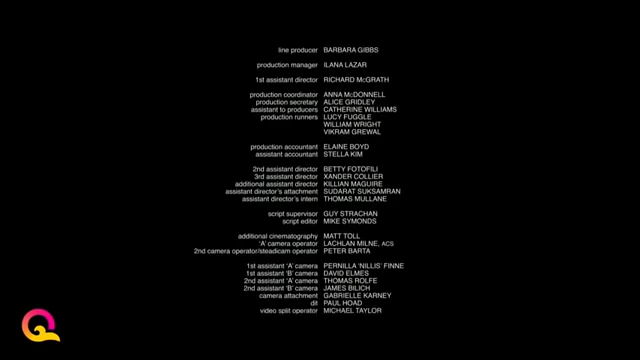 line producer BARBARA GIBBS
production manager ILANA LAZAR
1st assistant director RICHARD McGRATH
production coordinator ANNA McDONNELL
production secretary ALICE GRIDLEY
assistant to producers CATHERINE WILLIAMS
production runners LUCY FUGGLE
WILLIAM WRIGHT
VIKRAM GREWAL
production accountant ELAINE BOYD
assistant accountant STELLA KIM
2nd assistant director BETTY FOTOFILI
3rd assistant director XANDER COLLIER
additional assistant director KILLIAN MAGUIRE
assistant director's attachment SUDARAT SUKSAMRAN
assistant director's intern THOMAS MULLANE
script supervisor GUY STRACHAN
script editor MIKE SYMONDS
additional cinematography MATT TOLL
'A' camera operator LACHLAN MILNE, ACS
2nd camera operator/steadicam operator PETER BARTA
1st assistant 'A' camera PERNILLA 'NILLIS' FINNE
1st assistant 'B' camera DAVID ELMES
2nd assistant 'A' camera THOMAS ROLFE
2nd assistant 'B' camera JAMES BILICH
camera attachment GABRIELLE KARNEY
dit PAUL HOAD
video split operator MICHAEL TAYLOR